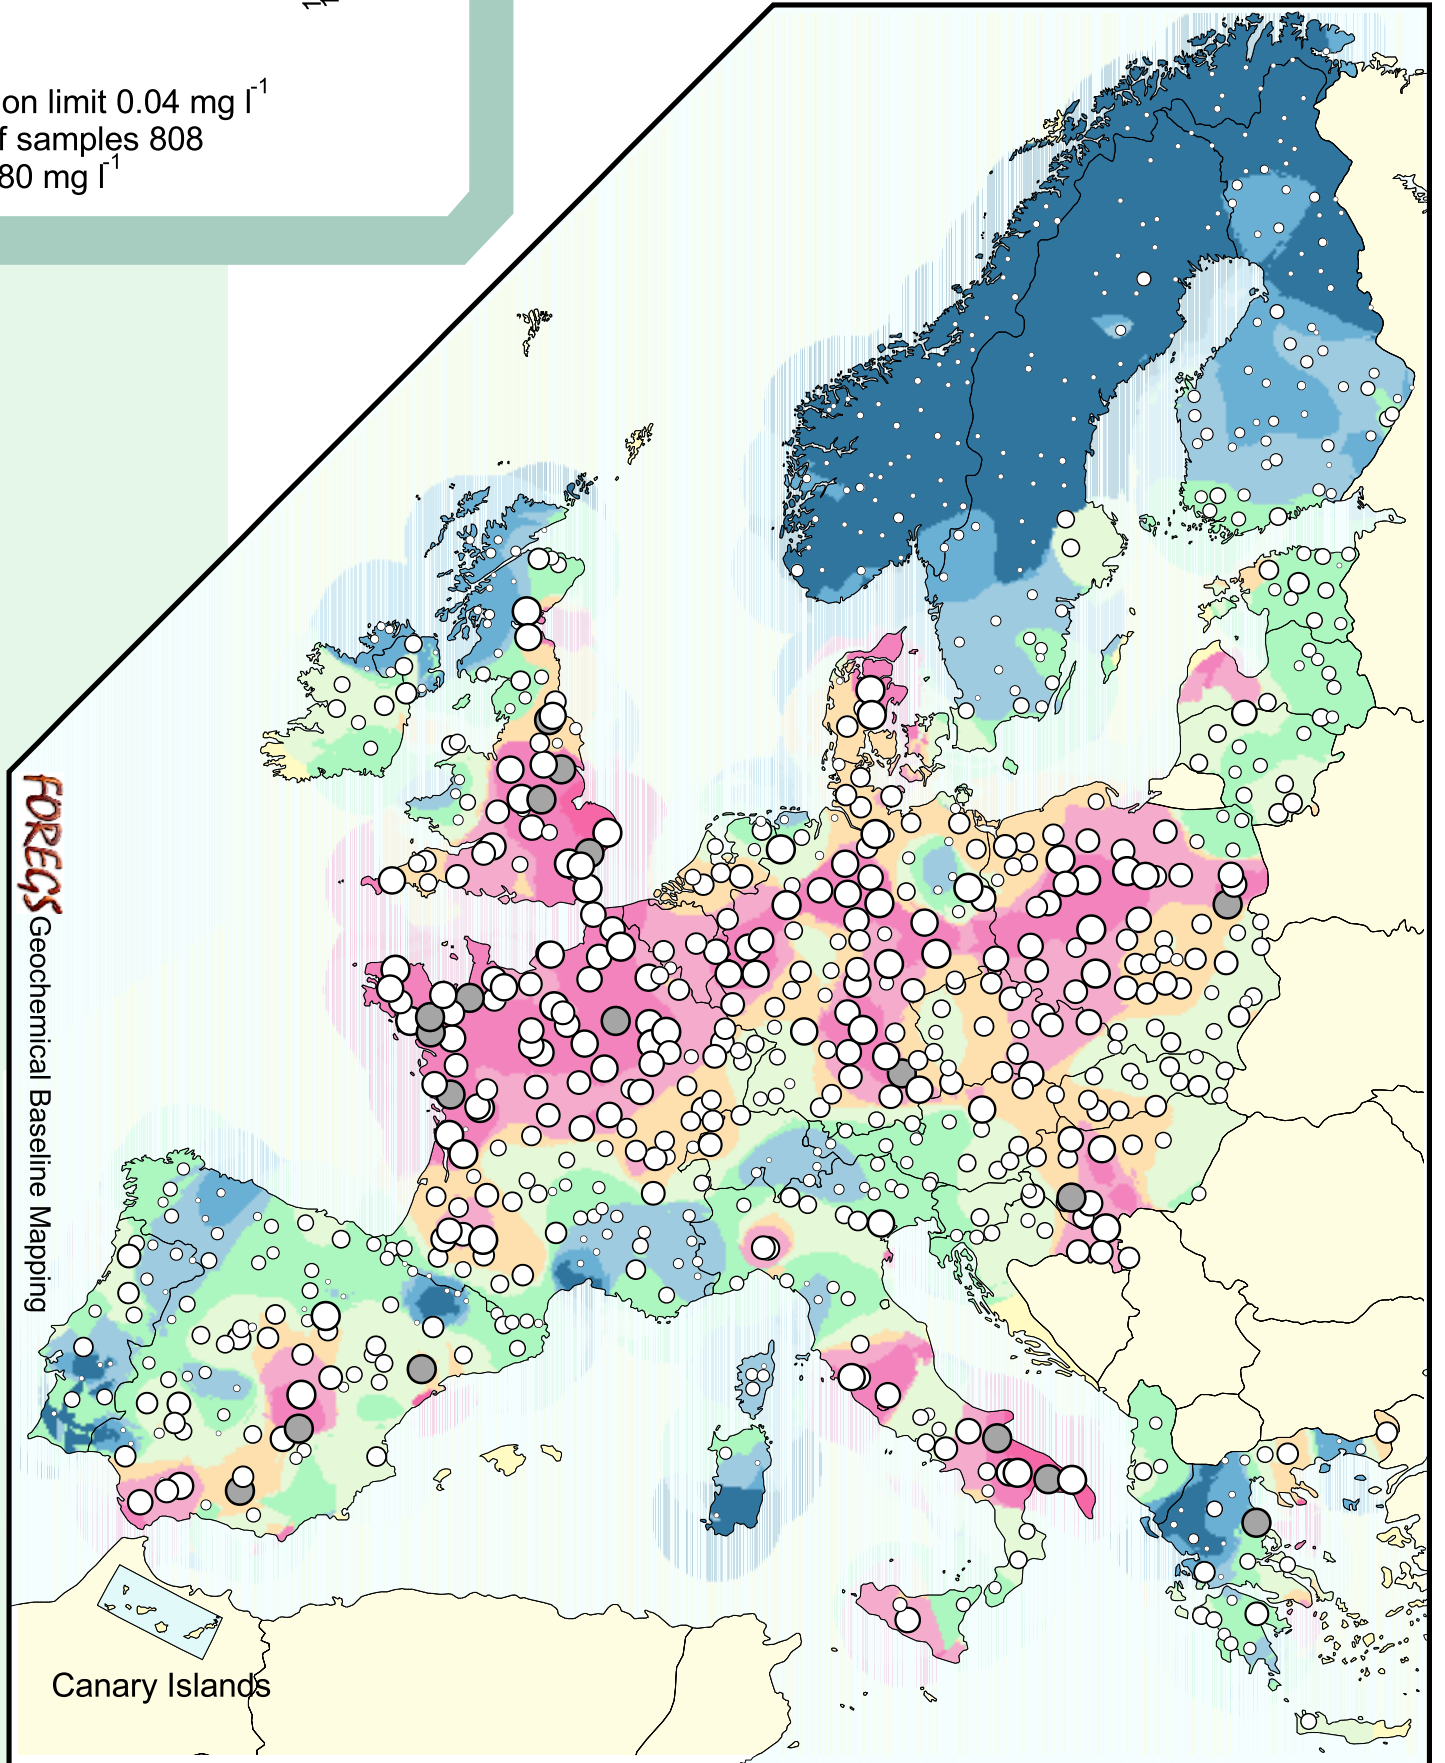 on limit 0.04 mg l-1
f samples 808
80 mg l-1
FOREGS Geochemical Baseline Mapping
Canary Islands